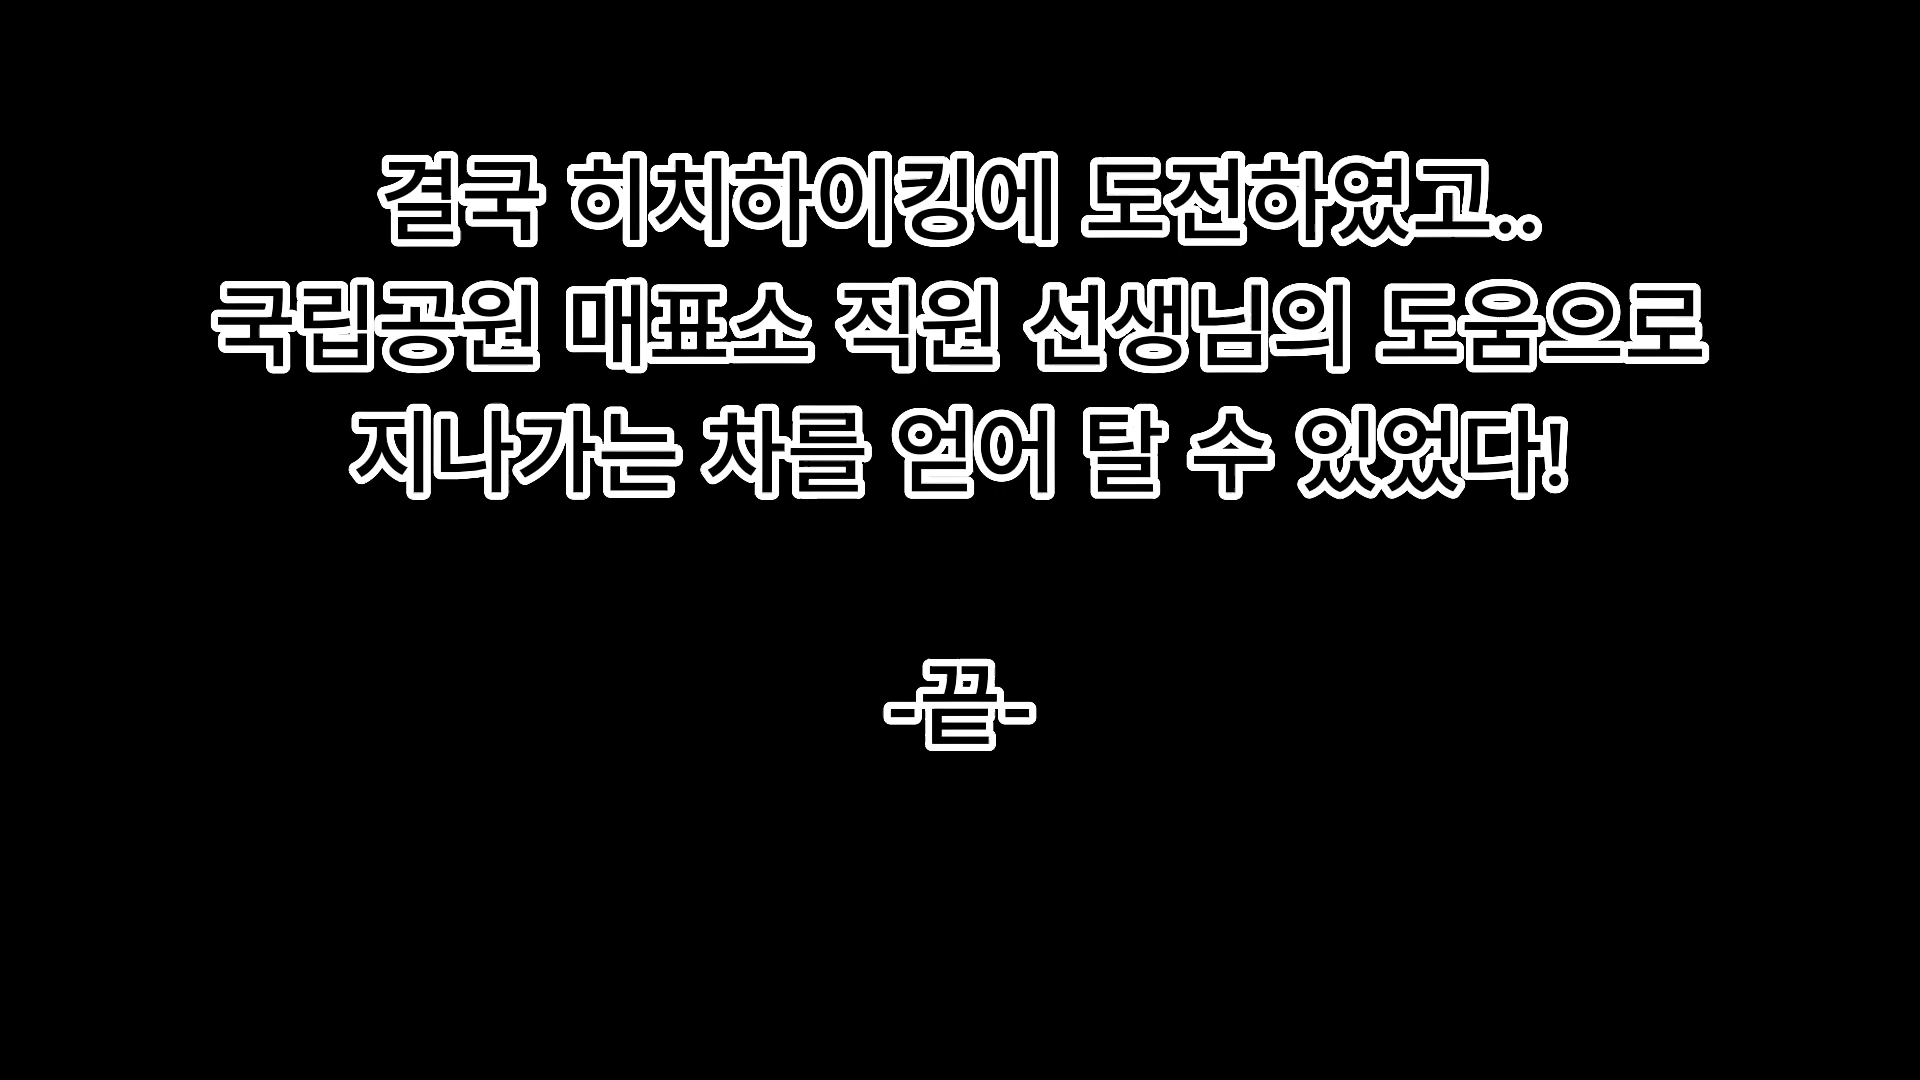 결국 히치하이킹에 도전하였고..
국립공원 매표소 직원 선생님의 도움으로
지나가는 차를 얻어 탈 수 있었다!
-끝-